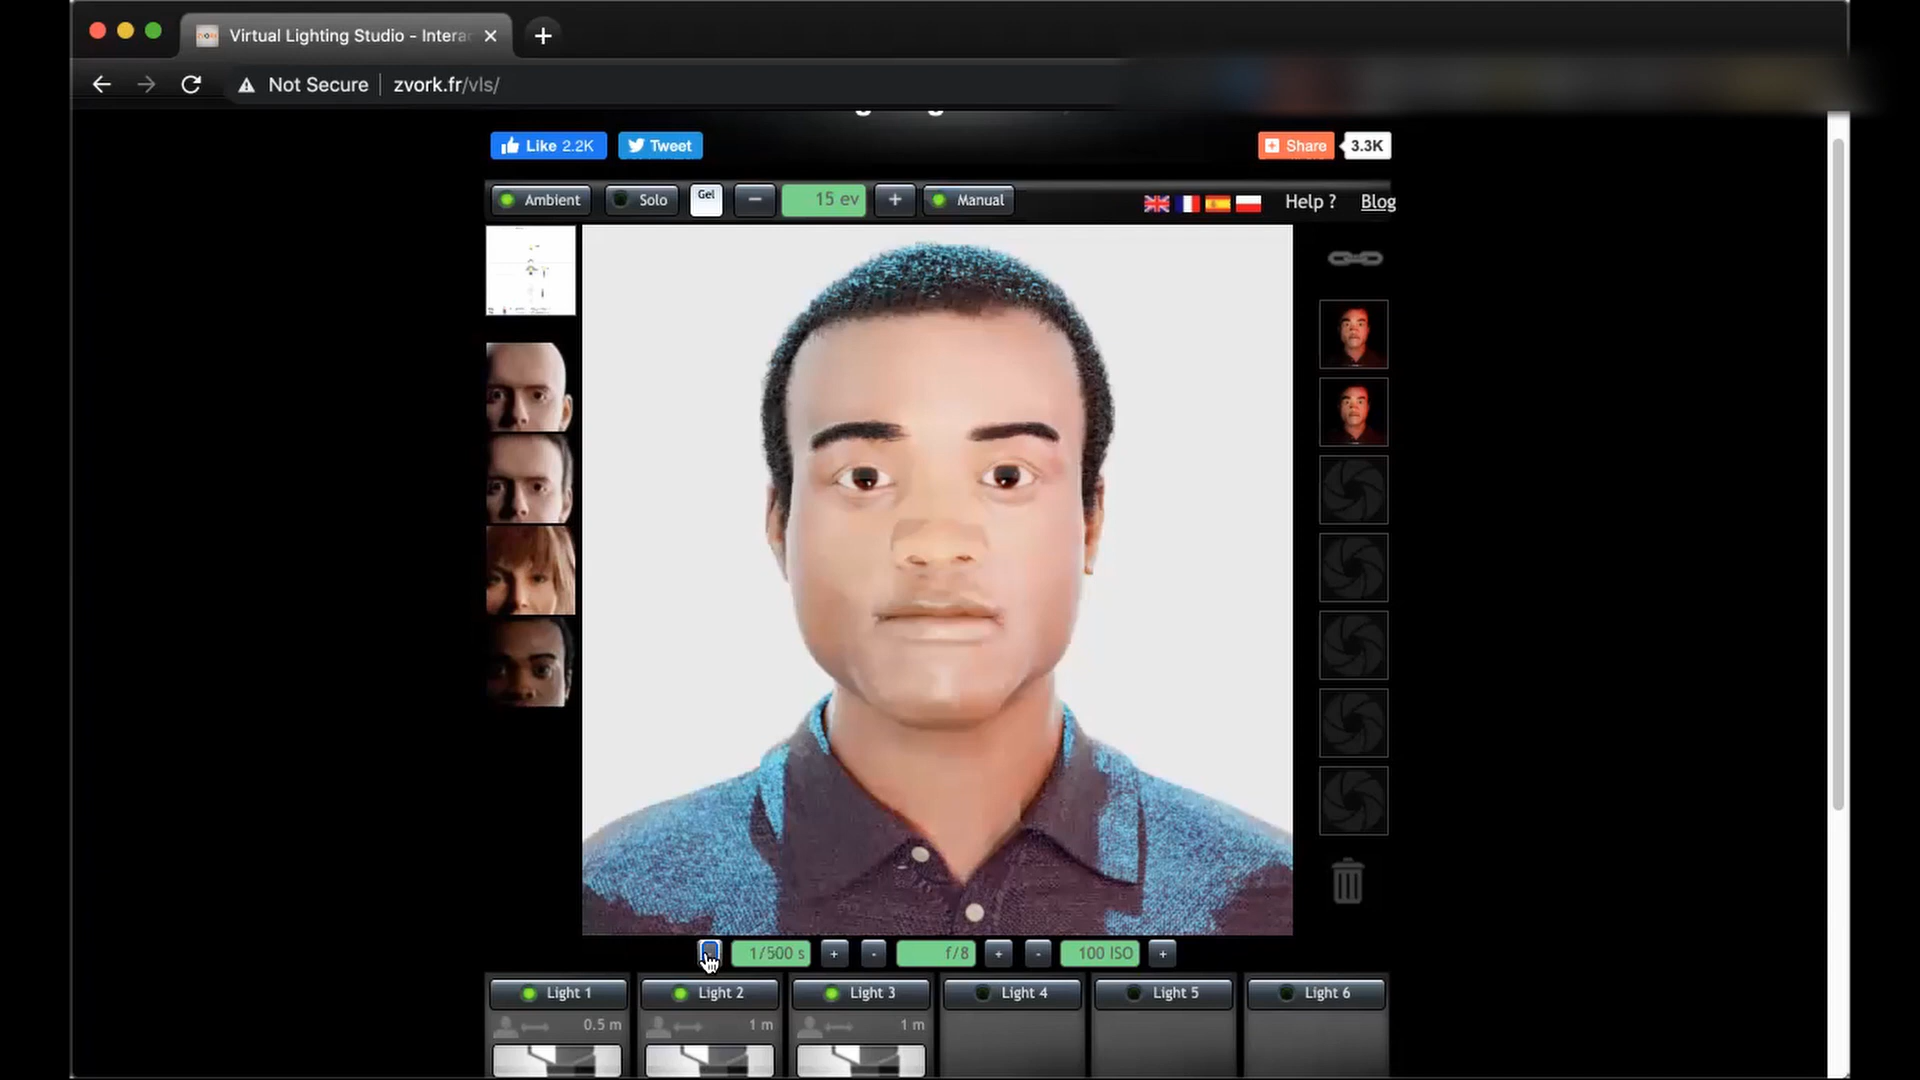 Virtual Lighting Studio - Intera
Not Secure
zvork.fr/vls/
Like 2.2K
Tweet
Share
3.3K
Ambient
Solo
Gel
−
15 ev
+
Manual
Help ?
Blog
1/500 s
+
-
f/8
+
-
100 ISO
+
Light 1
Light 2
Light 3
Light 4
Light 5
Light 6
0.5 m
1 m
1 m